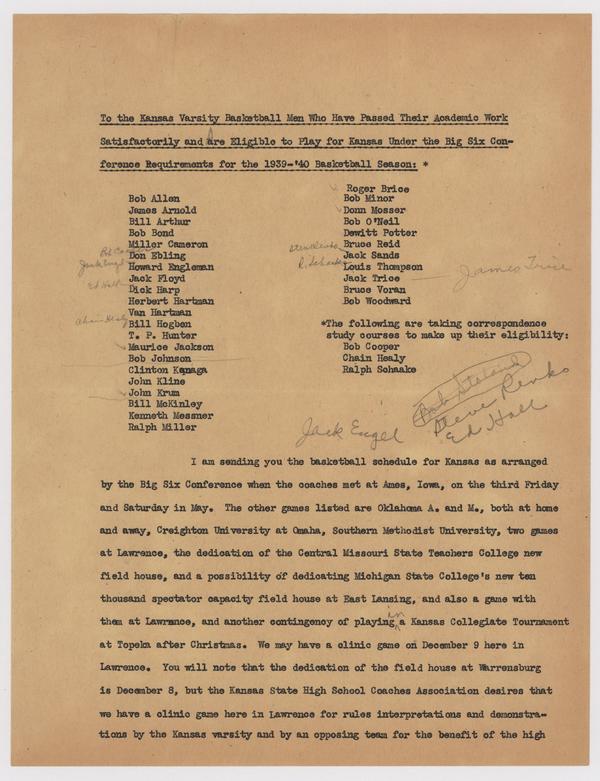 To the Kansas Varsity Basketball Men Who Have Passed Their Academic Work
Satisfactorily and Are Eligible to Play for Kansas Under the Big Six Con-
ference Requirements for the 1939-'40 Basketball Season: *
Bob Allen
James Arnold
Bill Arthur
Bob Bond
Miller Cameron
Bob Cooper
Don Ebling
Jack Engel
Howard Engleman
Jack Floyd
Ed Hall
Dick Harp
Herbert Hartman
Van Hartman
Chain Healy
Bill Hogben
T. P. Hunter
Maurice Jackson
Bob Johnson
Clinton Kanaga
John Kline
John Krum
Bill McKinley
Kenneth Messner
Ralph Miller
Roger Brice
Bob Minor
Donn Mosser
Bob O'Neil
Dewitt Potter
Bruce Reid
Steve Renko
Jack Sands
R. Schaake
Louis Thompson
Jack Trice
James Trice
Bruce Voran
Bob Woodward
*The following are taking correspondence
study courses to make up their eligibility:
Bob Cooper
Chain Healy
Ralph Schaake
Bob
Steve Renko
Ed Hall
Jack Engel
I am sending you the basketball schedule for Kansas as arranged
by the Big Six Conference when the coaches met at Ames, Iowa, on the third Friday
and Saturday in May. The other games listed are Oklahoma A. and M., both at home
and away, Creighton University at Omaha, Southern Methodist University, two games
at Lawrence, the dedication of the Central Missouri State Teachers College new
field house, and a possibility of dedicating Michigan State College's new ten
thousand spectator capacity field house at East Lansing, and also a game with
them at Lawrence, and another contingency of playing in a Kansas Collegiate Tournament
at Topeka after Christmas. We may have a clinic game on December 9 here in
Lawrence. You will note that the dedication of the field house at Warrensburg
is December 8, but the Kansas State High School Coaches Association desires that
we have a clinic game here in Lawrence for rules interpretations and demonstra-
tions by the Kansas varsity and by an opposing team for the benefit of the high